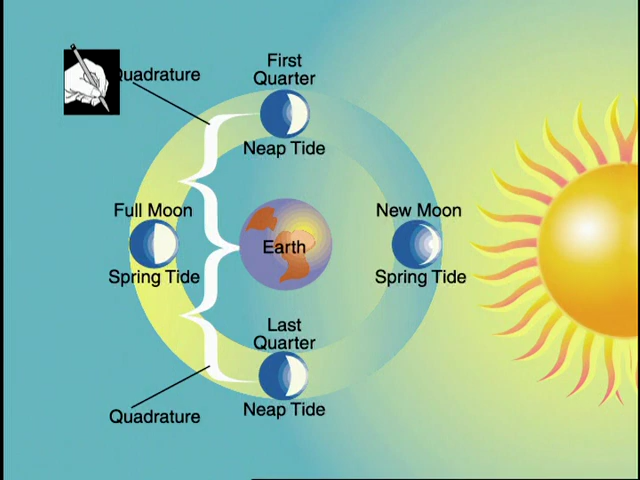 First
Quarter
Quadrature
Neap Tide
Full Moon
New Moon
Earth
Spring Tide
Spring Tide
Last
Quarter
Neap Tide
Quadrature